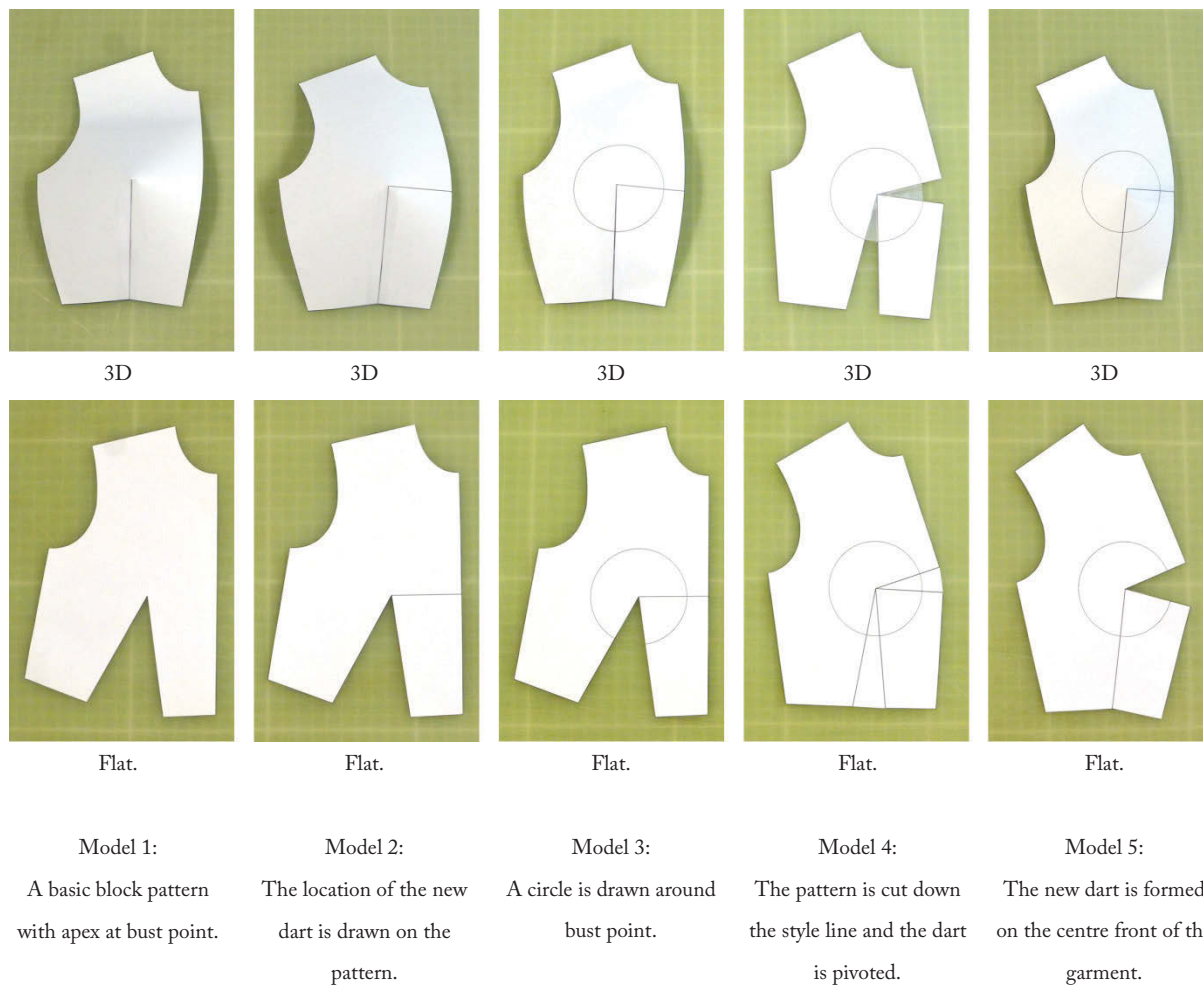 3D
3D
3D
3D
3D
Flat.
Flat.
Flat.
Flat.
Flat.
Model 1:
A basic block pattern
with apex at bust point.
Model 2:
The location of the new
dart is drawn on the
pattern.
Model 3:
A circle is drawn around
bust point.
Model 4:
The pattern is cut down
the style line and the dart
is pivoted.
Model 5:
The new dart is formed
on the centre front of th
garment.